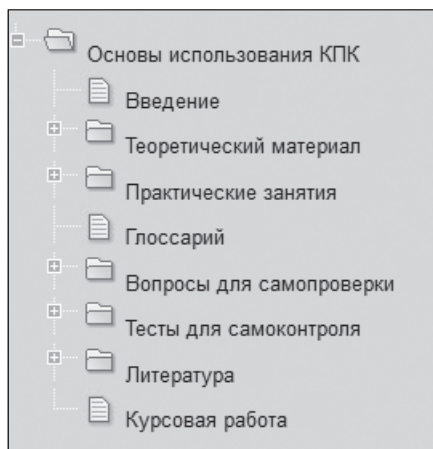 Основы использования КПК
Введение
Теоретический материал
Практические занятия
Глоссарий
Вопросы для самопроверки
Тесты для самоконтроля
Литература
Курсовая работа